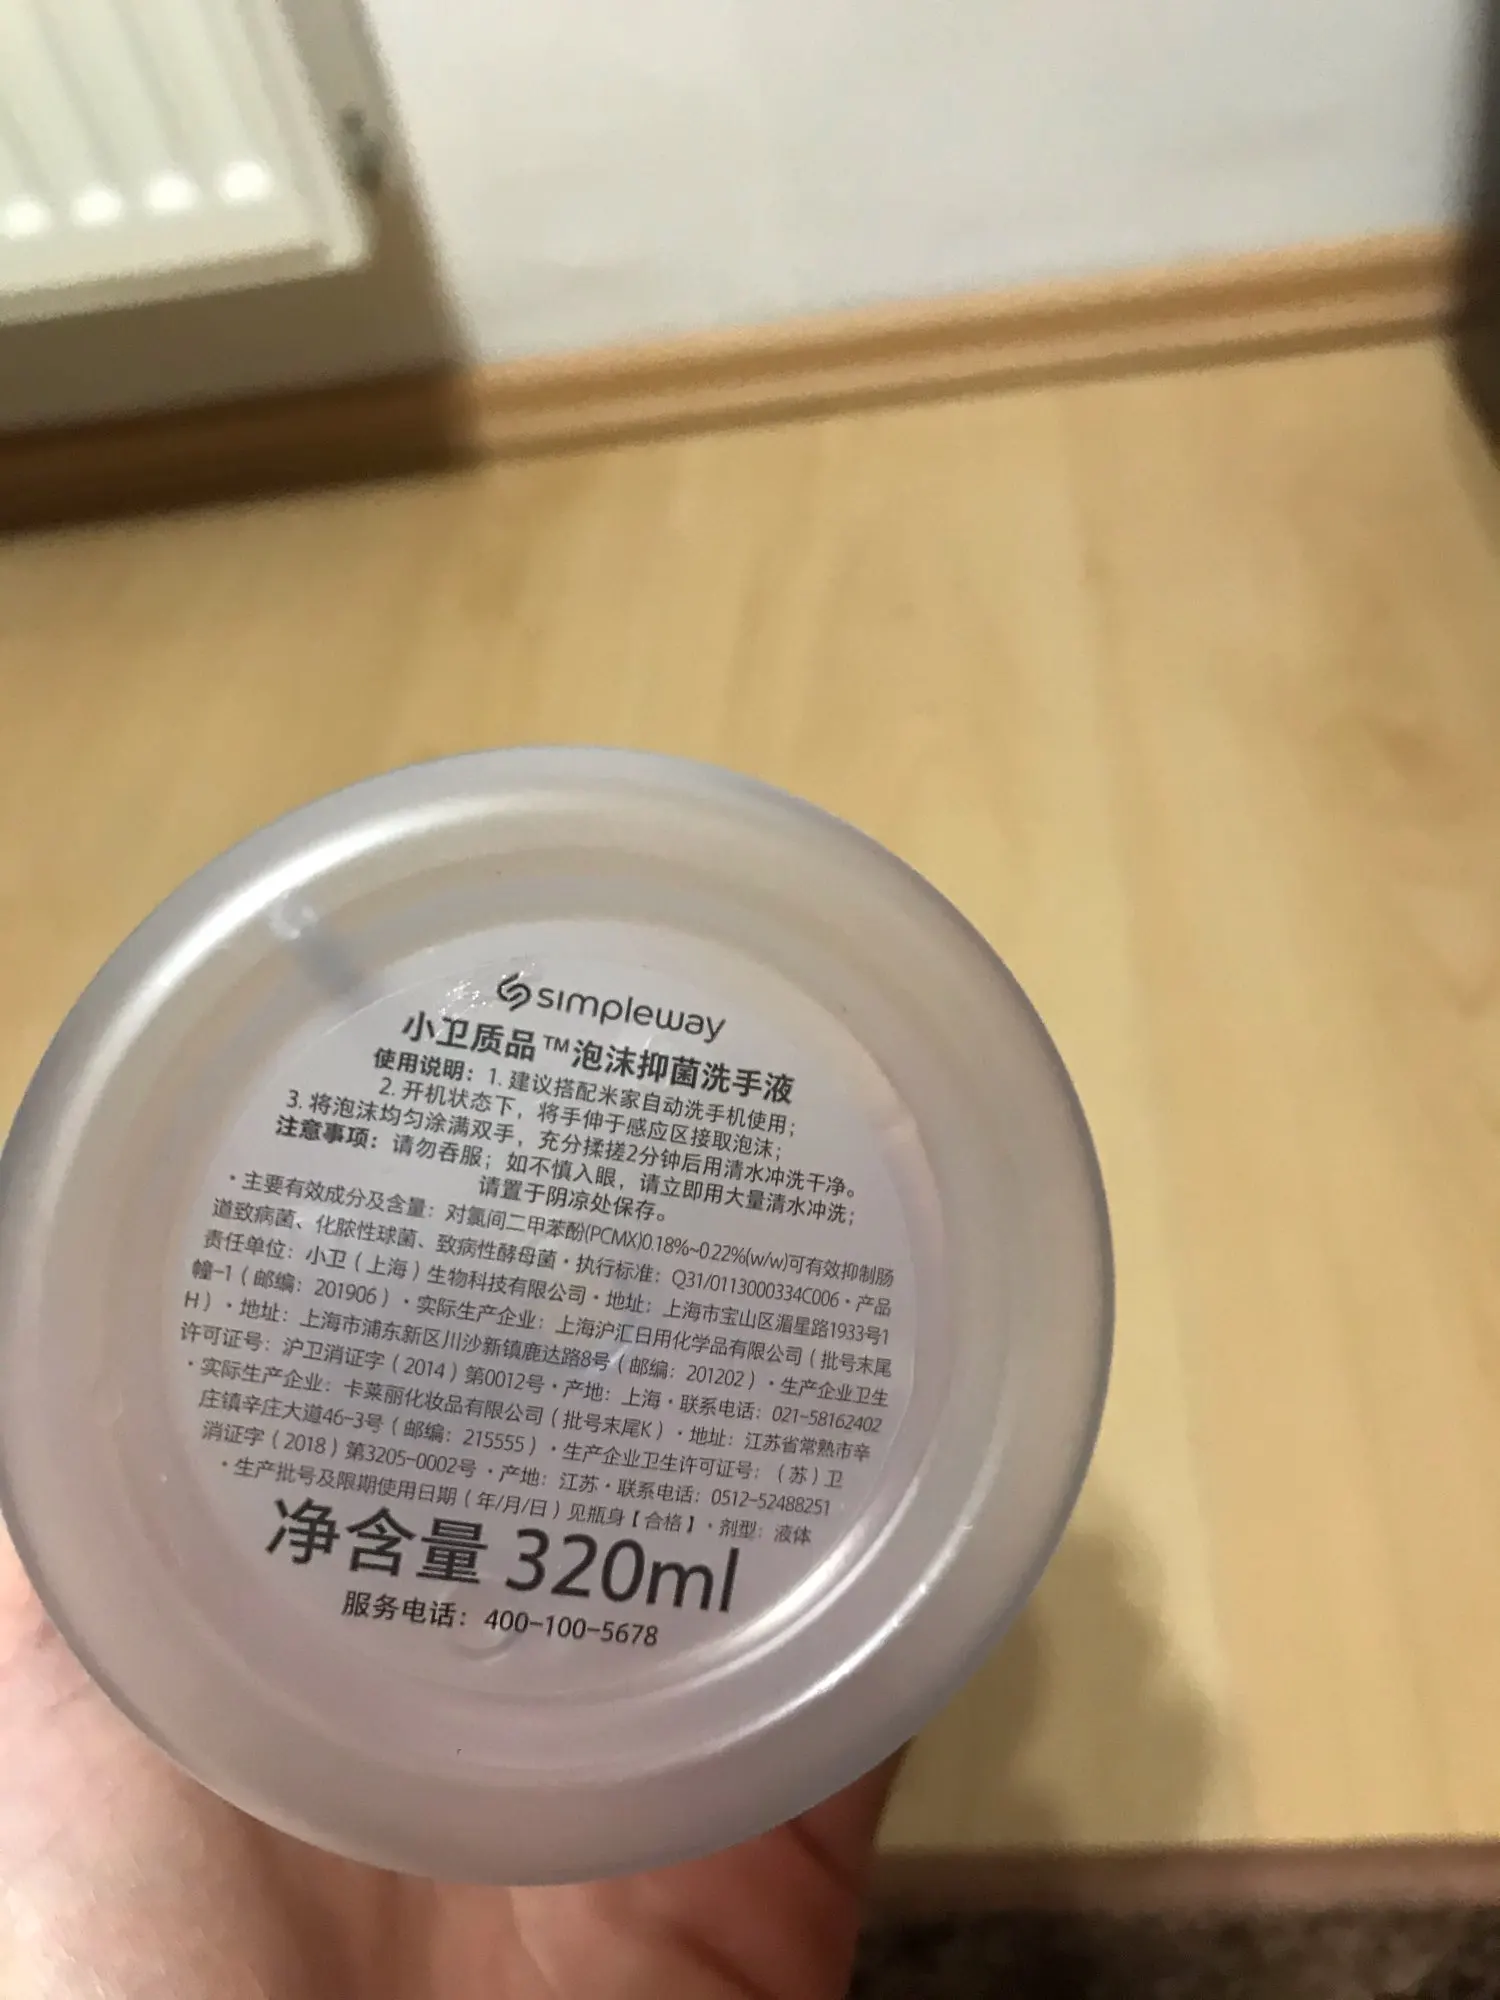 simpleway
小卫质品™泡沫抑菌洗手液
使用说明：1. 建议搭配米家自动洗手机使用；
2. 开机状态下，将手伸于感应区接取泡沫；
3. 将泡沫均匀涂满双手，充分揉搓2分钟后用清水冲洗干净。
注意事项：请勿吞服；如不慎入眼，请立即用大量清水冲洗；
请置于阴凉处保存。
・主要有效成分及含量：对氯间二甲苯酚(PCMX)0.18%~0.22%(w/w)可有效抑制肠
道致病菌、化脓性球菌、致病性酵母菌・执行标准：Q31/0113000334C006・产品
责任单位：小卫（上海）生物科技有限公司・地址：上海市宝山区湄星路1933号1
幢-1（邮编：201906）・实际生产企业：上海沪汇日用化学品有限公司（批号末尾
H）・地址：上海市浦东新区川沙新镇鹿达路8号（邮编：201202）・生产企业卫生
许可证号：沪卫消证字（2014）第0012号・产地：上海・联系电话：021-58162402
・实际生产企业：卡莱丽化妆品有限公司（批号末尾K）・地址：江苏省常熟市辛
庄镇辛庄大道46-3号（邮编：215555）・生产企业卫生许可证号：（苏）卫
消证字（2018）第3205-0002号・产地：江苏・联系电话：0512-52488251
・生产批号及限期使用日期（年/月/日）见瓶身【合格】・剂型：液体
净含量 320ml
服务电话：400-100-5678